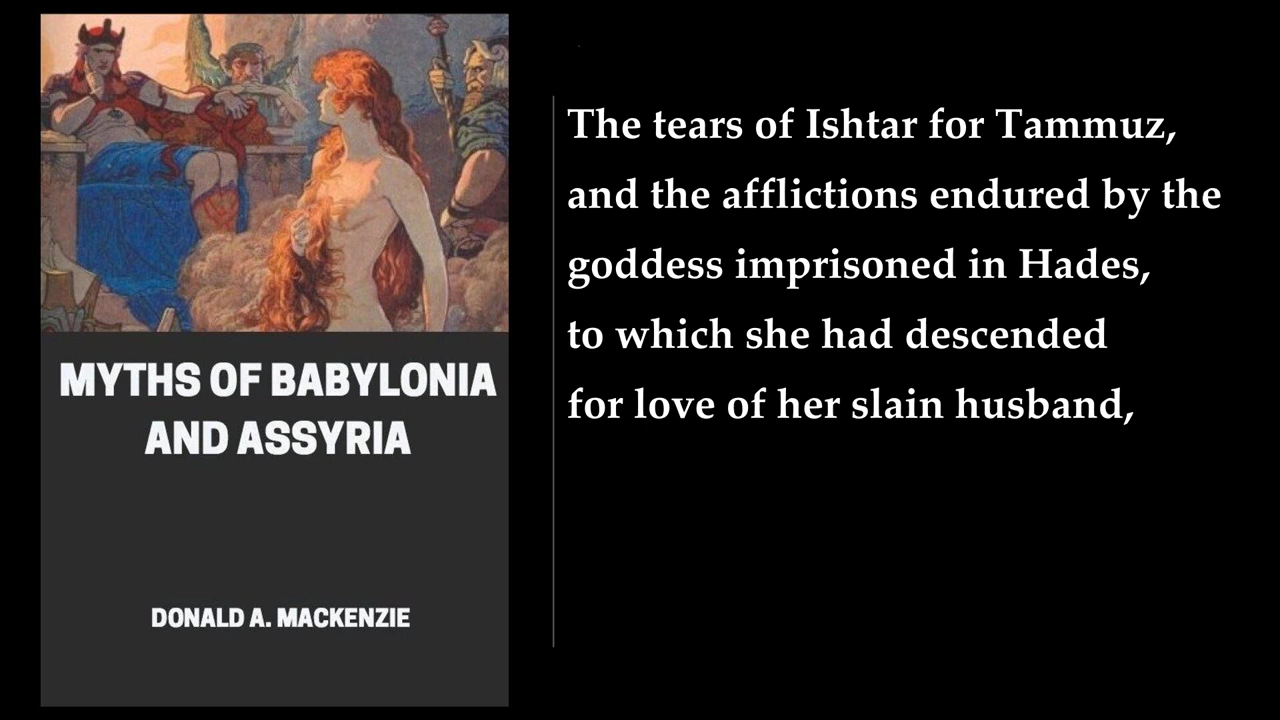 MYTHS OF BABYLONIA
AND ASSYRIA
DONALD A. MACKENZIE
The tears of Ishtar for Tammuz,
and the afflictions endured by the
goddess imprisoned in Hades,
to which she had descended
for love of her slain husband,